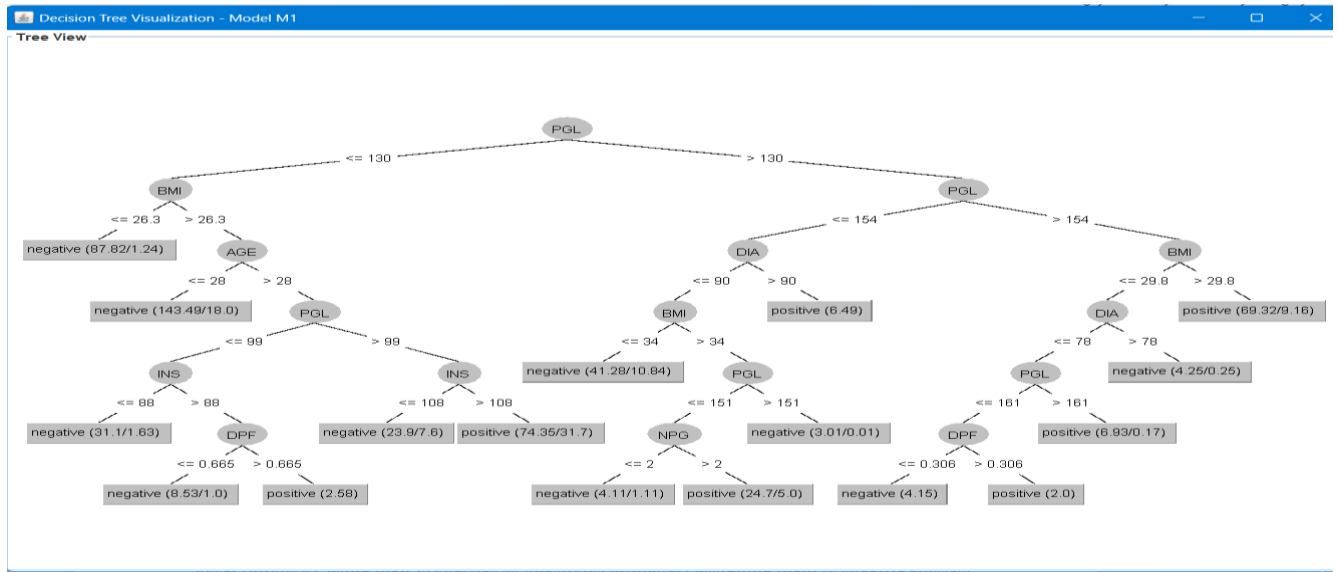 Decision Tree Visualization - Model M1
Tree View
PGL
<= 130 > 130
BMI PGL
<= 26.3 > 26.3 <= 154 > 154
negative (87.82/1.24) AGE DIA BMI
<= 28 > 28 <= 90 > 90 <= 29.8 > 29.8
negative (143.49/18.0) PGL BMI positive (6.49) DIA positive (69.32/9.16)
<= 99 > 99 <= 34 > 34 <= 78 > 78
INS INS negative (41.28/10.84) PGL PGL negative (4.25/0.25)
<= 88 > 88 <= 108 > 108 <= 151 > 151 <= 161 > 161
negative (31.1/1.63) DPF negative (23.9/7.6) positive (74.35/31.7) NPG negative (3.01/0.01) DPF positive (6.93/0.17)
<= 0.665 > 0.665 <= 2 > 2 <= 0.306 > 0.306
negative (8.53/1.0) positive (2.58) negative (4.11/1.11) positive (24.7/5.0) negative (4.15) positive (2.0)